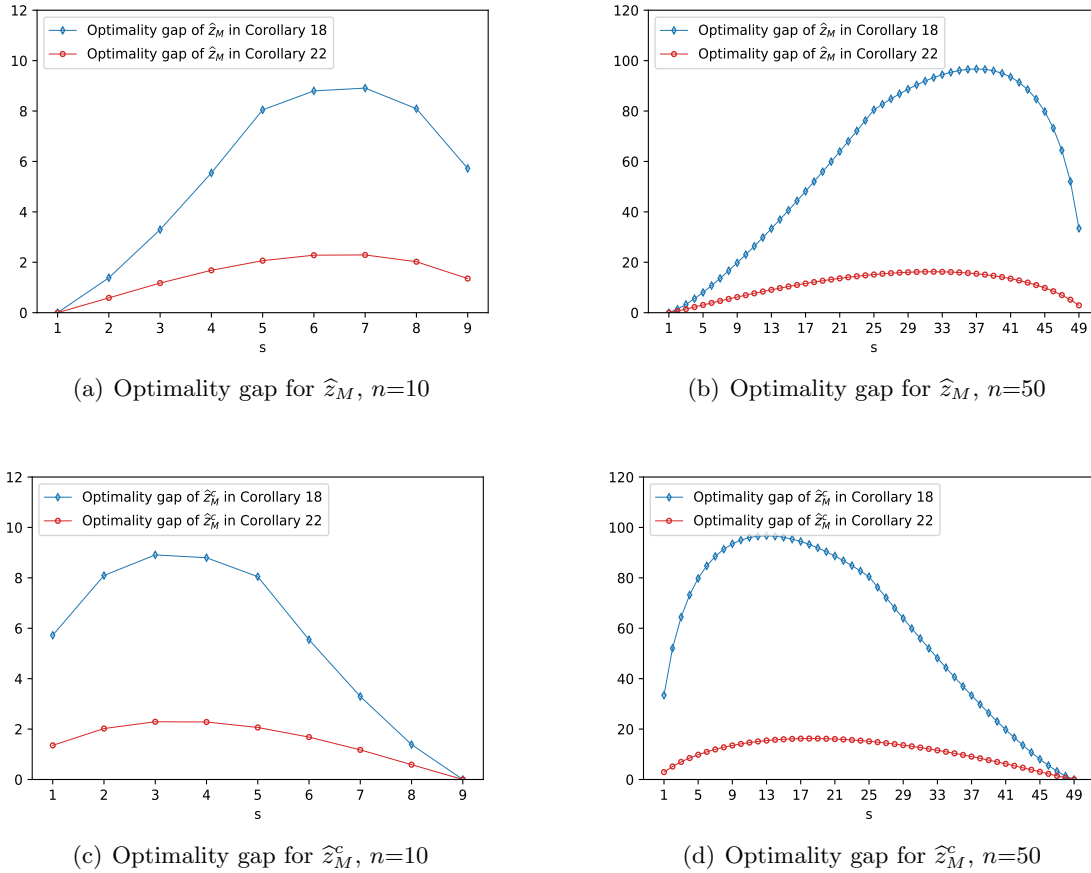 12
10
8
6
4
2
0
Optimality gap of ẑ_M in Corollary 18
Optimality gap of ẑ_M in Corollary 22
1 2 3 4 5 6 7 8 9
s
(a) Optimality gap for ẑ_M, n=10
120
100
80
60
40
20
0
Optimality gap of ẑ_M in Corollary 18
Optimality gap of ẑ_M in Corollary 22
1 5 9 13 17 21 25 29 33 37 41 45 49
s
(b) Optimality gap for ẑ_M, n=50
12
10
8
6
4
2
0
Optimality gap of ẑ_M^c in Corollary 18
Optimality gap of ẑ_M^c in Corollary 22
1 2 3 4 5 6 7 8 9
s
(c) Optimality gap for ẑ_M^c, n=10
120
100
80
60
40
20
0
Optimality gap of ẑ_M^c in Corollary 18
Optimality gap of ẑ_M^c in Corollary 22
1 5 9 13 17 21 25 29 33 37 41 45 49
s
(d) Optimality gap for ẑ_M^c, n=50